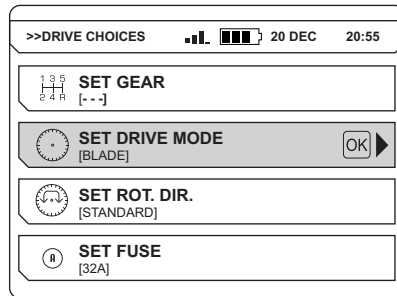 >>DRIVE CHOICES 20 DEC 20:55
1 3 5
2 4 R
SET GEAR
[- - -]
SET DRIVE MODE
[BLADE]
OK
SET ROT. DIR.
[STANDARD]
A
SET FUSE
[32A]